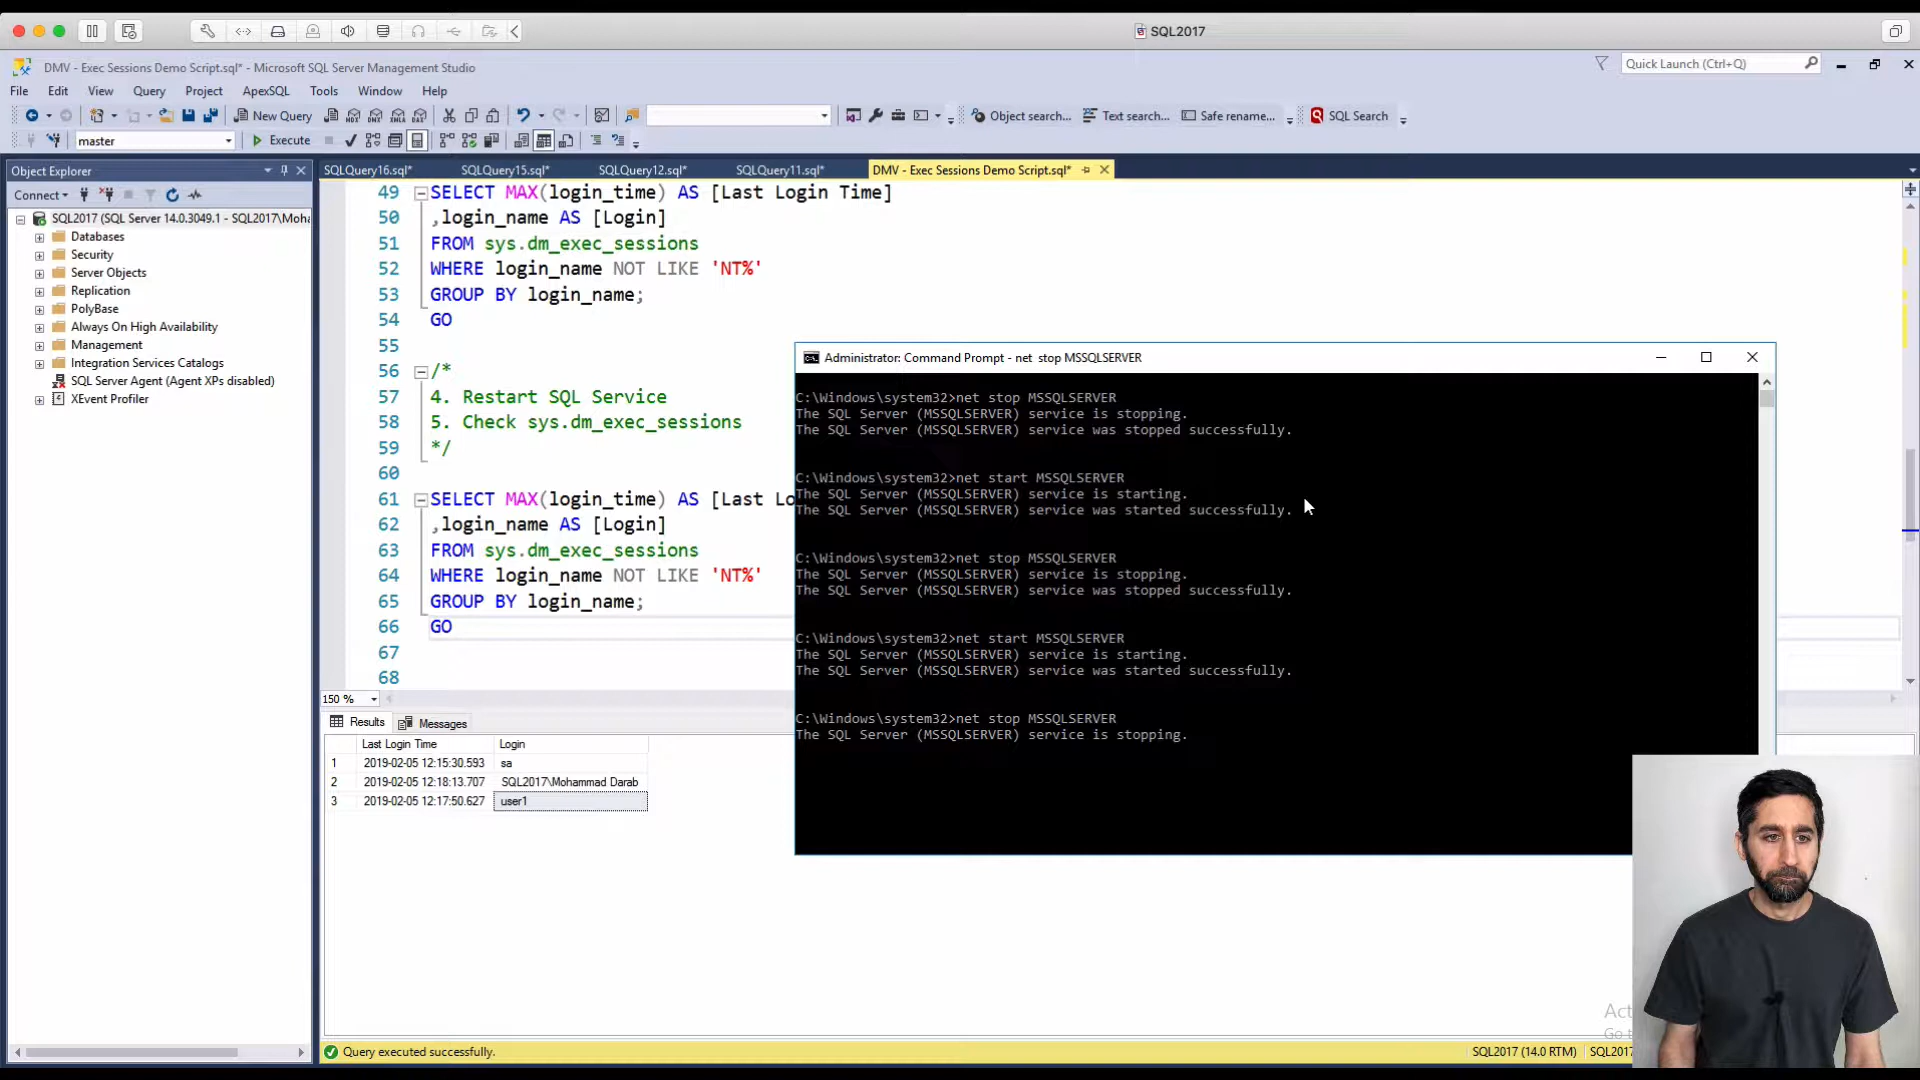 SQL2017
DMV - Exec Sessions Demo Script.sql* - Microsoft SQL Server Management Studio
Quick Launch (Ctrl+Q)
File Edit View Query Project ApexSQL Tools Window Help
New Query
Object search...
Text search...
Safe rename...
SQL Search
master
Execute
Object Explorer
Connect
SQL2017 (SQL Server 14.0.3049.1 - SQL2017\Moha
Databases
Security
Server Objects
Replication
PolyBase
Always On High Availability
Management
Integration Services Catalogs
SQL Server Agent (Agent XPs disabled)
XEvent Profiler
SQLQuery16.sql* SQLQuery15.sql* SQLQuery12.sql* SQLQuery11.sql* DMV - Exec Sessions Demo Script.sql*
49 SELECT MAX(login_time) AS [Last Login Time]
50 ,login_name AS [Login]
51 FROM sys.dm_exec_sessions
52 WHERE login_name NOT LIKE 'NT%'
53 GROUP BY login_name;
54 GO
55
56 /*
57 4. Restart SQL Service
58 5. Check sys.dm_exec_sessions
59 */
60
61 SELECT MAX(login_time) AS [Last Lo
62 ,login_name AS [Login]
63 FROM sys.dm_exec_sessions
64 WHERE login_name NOT LIKE 'NT%'
65 GROUP BY login_name;
66 GO
67
68
150 %
Results Messages
Last Login Time Login
1 2019-02-05 12:15:30.593 sa
2 2019-02-05 12:18:13.707 SQL2017\Mohammad Darab
3 2019-02-05 12:17:50.627 user1
Administrator: Command Prompt - net stop MSSQLSERVER
C:\Windows\system32>net stop MSSQLSERVER
The SQL Server (MSSQLSERVER) service is stopping.
The SQL Server (MSSQLSERVER) service was stopped successfully.
C:\Windows\system32>net start MSSQLSERVER
The SQL Server (MSSQLSERVER) service is starting.
The SQL Server (MSSQLSERVER) service was started successfully.
C:\Windows\system32>net stop MSSQLSERVER
The SQL Server (MSSQLSERVER) service is stopping.
The SQL Server (MSSQLSERVER) service was stopped successfully.
C:\Windows\system32>net start MSSQLSERVER
The SQL Server (MSSQLSERVER) service is starting.
The SQL Server (MSSQLSERVER) service was started successfully.
C:\Windows\system32>net stop MSSQLSERVER
The SQL Server (MSSQLSERVER) service is stopping.
Act
Go t
Query executed successfully.
SQL2017 (14.0 RTM) SQL2017